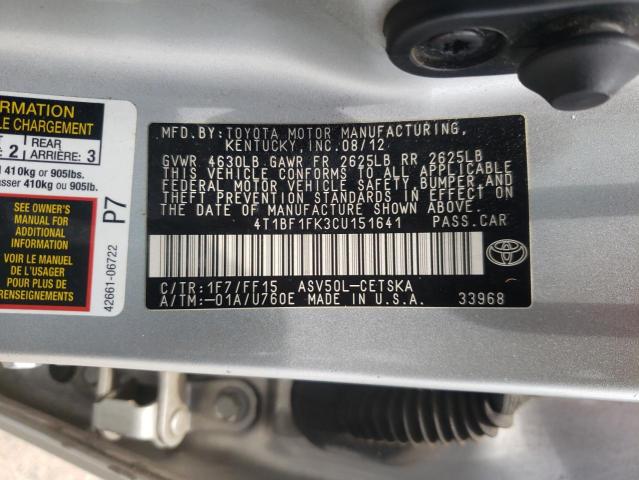 ORMATION
LE CHARGEMENT
2
REAR
ARRIÈRE: 3
410 kg or 905lbs.
asser 410kg ou 905lb.
SEE OWNER'S
MANUAL FOR
ADDITIONAL
INFORMATION
VOIR LE MANUEL
DE L'USAGER
POUR PLUS DE
RENSEIGNEMENTS
P7
42661-06722
MFD.BY: TOYOTA MOTOR MANUFACTURING,
KENTUCKY, INC. 08/12
GVWR 4630LB GAWR FR 2625LB RR 2625LB
THIS VEHICLE CONFORMS TO ALL APPLICABLE
FEDERAL MOTOR VEHICLE SAFETY, BUMPER, AND
THEFT PREVENTION STANDARDS IN EFFECT ON
THE DATE OF MANUFACTURE SHOWN ABOVE.
4T1BF1FK3CU151641 PASS.CAR
C/TR:1F7/FF15 ASV50L-CETSKA
A/TM:-01A/U760E MADE IN U.S.A. 33968